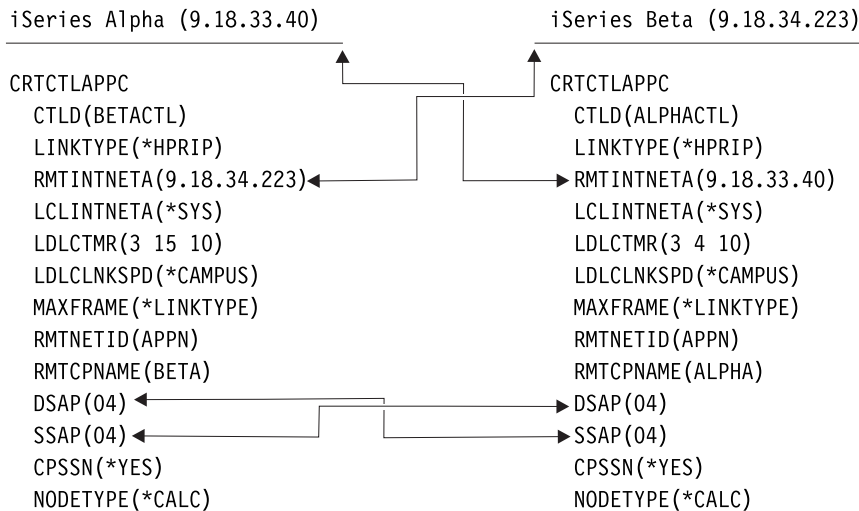 iSeries Alpha (9.18.33.40)
CRTCTLAPPC
CTLD(BETACTL)
LINKTYPE(*HPRIP)
RMTINTNETA(9.18.34.223)
LCLINTNETA(*SYS)
LDLCTMR(3 15 10)
LDLCLNKSPD(*CAMPUS)
MAXFRAME(*LINKTYPE)
RMTNETID(APPN)
RMTCPNAME(BETA)
DSAP(04)
SSAP(04)
CPSSN(*YES)
NODETYPE(*CALC)
iSeries Beta (9.18.34.223)
CRTCTLAPPC
CTLD(ALPHACTL)
LINKTYPE(*HPRIP)
RMTINTNETA(9.18.33.40)
LCLINTNETA(*SYS)
LDLCTMR(3 4 10)
LDLCLNKSPD(*CAMPUS)
MAXFRAME(*LINKTYPE)
RMTNETID(APPN)
RMTCPNAME(ALPHA)
DSAP(04)
SSAP(04)
CPSSN(*YES)
NODETYPE(*CALC)